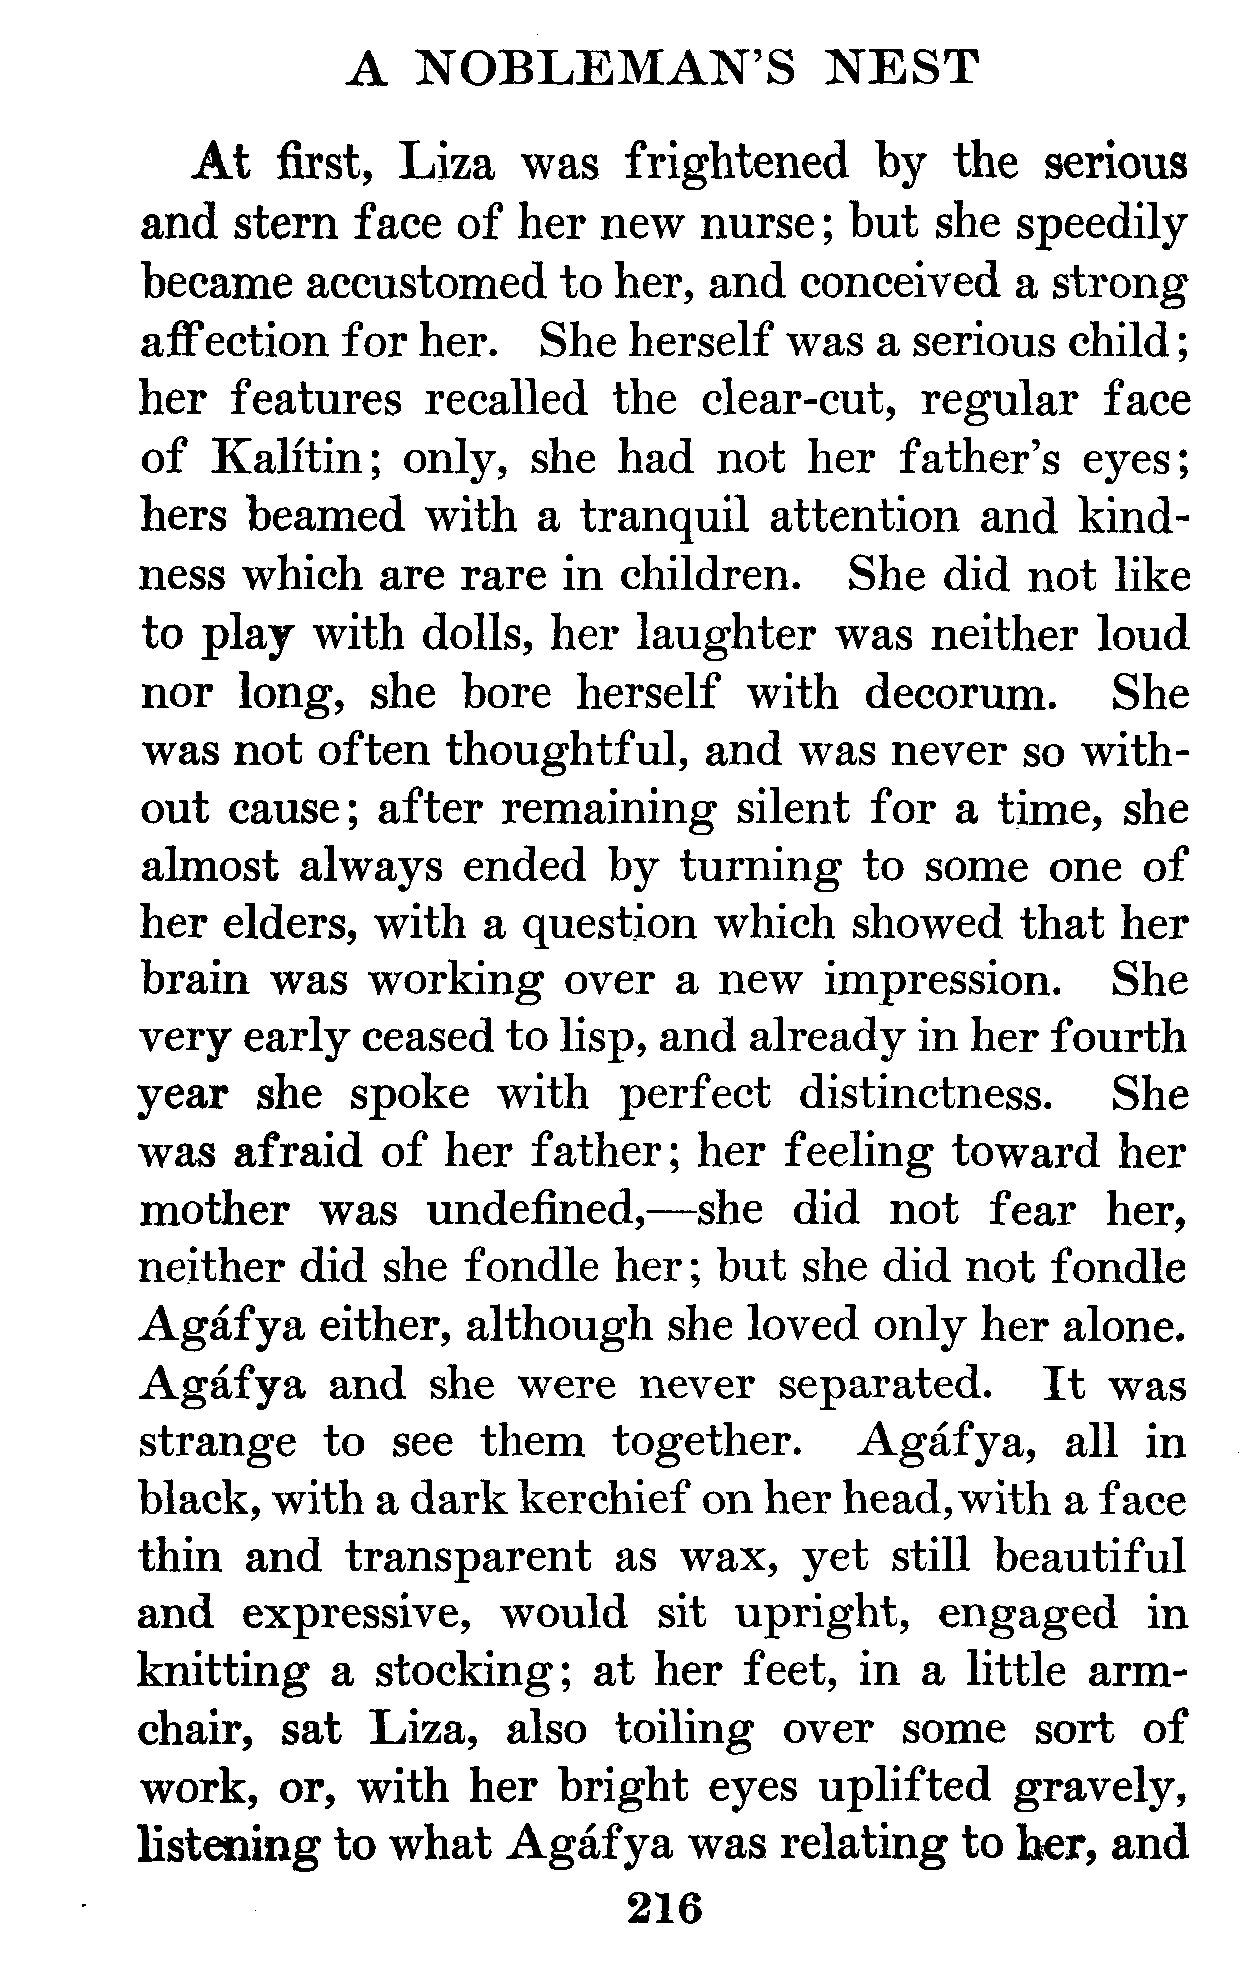 A NOBLEMAN'S NEST
At first, Liza was frightened by the serious
and stern face of her new nurse; but she speedily
became accustomed to her, and conceived a strong
affection for her. She herself was a serious child;
her features recalled the clear-cut, regular face
of Kalítin; only, she had not her father's eyes;
hers beamed with a tranquil attention and kind-
ness which are rare in children. She did not like
to play with dolls, her laughter was neither loud
nor long, she bore herself with decorum. She
was not often thoughtful, and was never so with-
out cause; after remaining silent for a time, she
almost always ended by turning to some one of
her elders, with a question which showed that her
brain was working over a new impression. She
very early ceased to lisp, and already in her fourth
year she spoke with perfect distinctness. She
was afraid of her father; her feeling toward her
mother was undefined,—she did not fear her,
neither did she fondle her; but she did not fondle
Agáfya either, although she loved only her alone.
Agáfya and she were never separated. It was
strange to see them together. Agáfya, all in
black, with a dark kerchief on her head, with a face
thin and transparent as wax, yet still beautiful
and expressive, would sit upright, engaged in
knitting a stocking; at her feet, in a little arm-
chair, sat Liza, also toiling over some sort of
work, or, with her bright eyes uplifted gravely,
listening to what Agáfya was relating to her, and
216